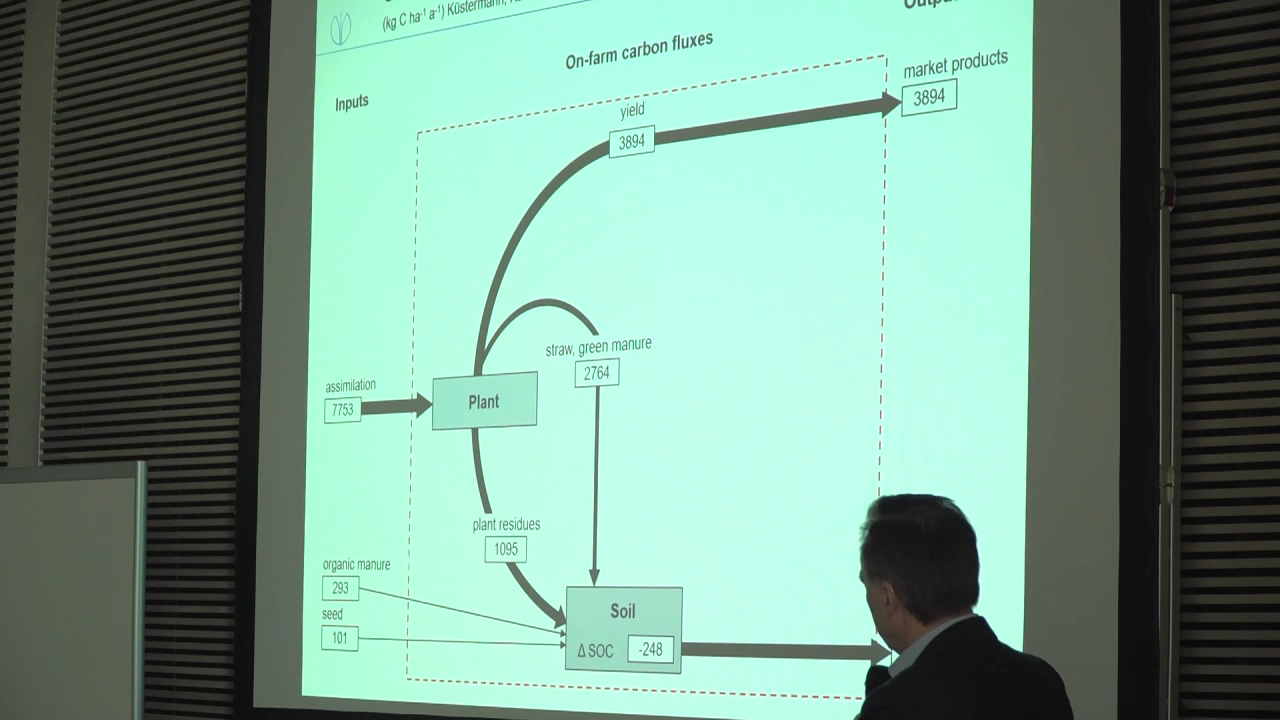 (kg C ha⁻¹ a⁻¹) Küstermann,
On-farm carbon fluxes
Inputs
market products
3894
yield
3894
straw, green manure
2764
assimilation
7753
Plant
plant residues
1095
organic manure
293
seed
101
Soil
Δ SOC -248